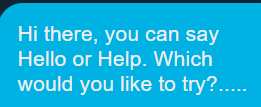 Hi there, you can say
Hello or Help. Which
would you like to try?.....